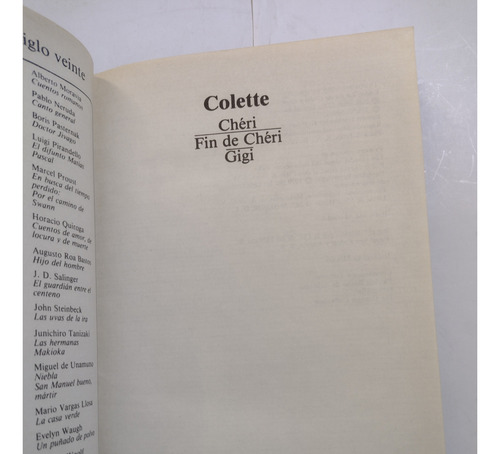 iglo veinte
Alberto Moravia
Cuentos romanos
Pablo Neruda
Canto general
Boris Pasternak
Doctor Jivago
Luigi Pirandello
El difunto Matías
Pascal
Marcel Proust
En busca del tiempo
perdido:
Por el camino de
Swann
Horacio Quiroga
Cuentos de amor, de
locura y de muerte
Augusto Roa Bastos
Hijo del hombre
J. D. Salinger
El guardián entre el
centeno
John Steinbeck
Las uvas de la ira
Junichiro Tanizaki
Las hermanas
Makioka
Miguel de Unamuno
Niebla
San Manuel bueno,
mártir
Mario Vargas Llosa
La casa verde
Evelyn Waugh
Un puñado de polvo
Colette
Chéri
Fin de Chéri
Gigi